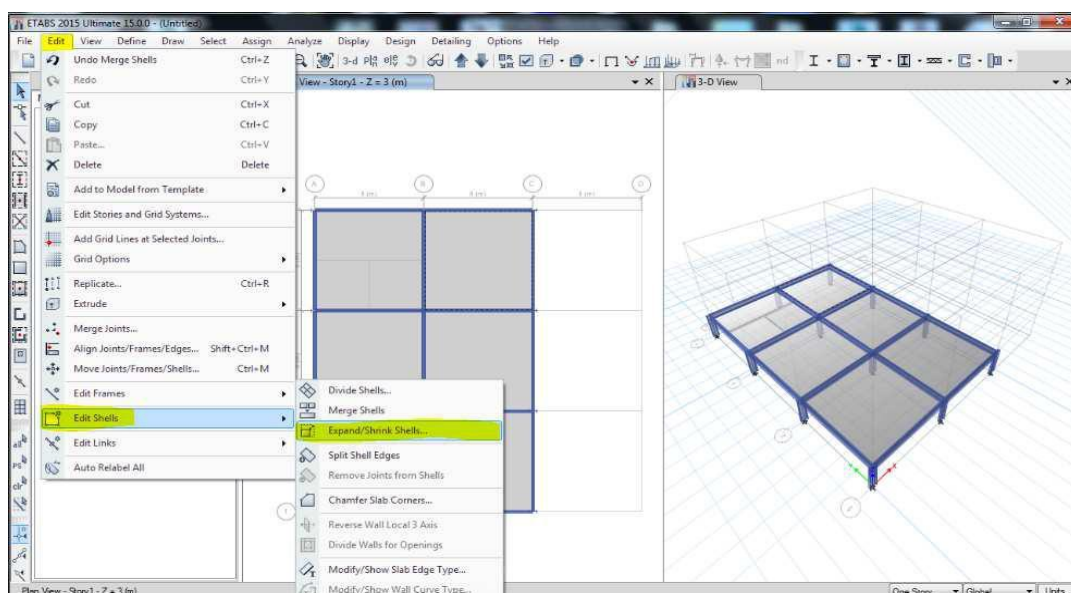 ETABS 2015 Ultimate 15.0.0 - (Untitled)
File Edit View Define Draw Select Assign Analyze Display Design Detailing Options Help
3-d
nd
View - Story1 - Z = 3 (m)
3-D View
Undo Merge Shells Ctrl+Z
Redo Ctrl+Y
Cut Ctrl+X
Copy Ctrl+C
Paste... Ctrl+V
Delete Delete
Add to Model from Template
Edit Stories and Grid Systems...
Add Grid Lines at Selected Joints...
Grid Options
Replicate... Ctrl+R
Extrude
Merge Joints...
Align Joints/Frames/Edges... Shift+Ctrl+M
Move Joints/Frames/Shells... Ctrl+M
Edit Frames
Edit Shells
Edit Links
Auto Relabel All
Divide Shells...
Merge Shells
Expand/Shrink Shells...
Split Shell Edges
Remove Joints from Shells
Chamfer Slab Corners...
Reverse Wall Local 3 Axis
Divide Walls for Openings
Modify/Show Slab Edge Type...
Modify/Show Wall Curve Type...
A B C D
Plan View - Story1 - Z = 3 (m)
One Story Global Units